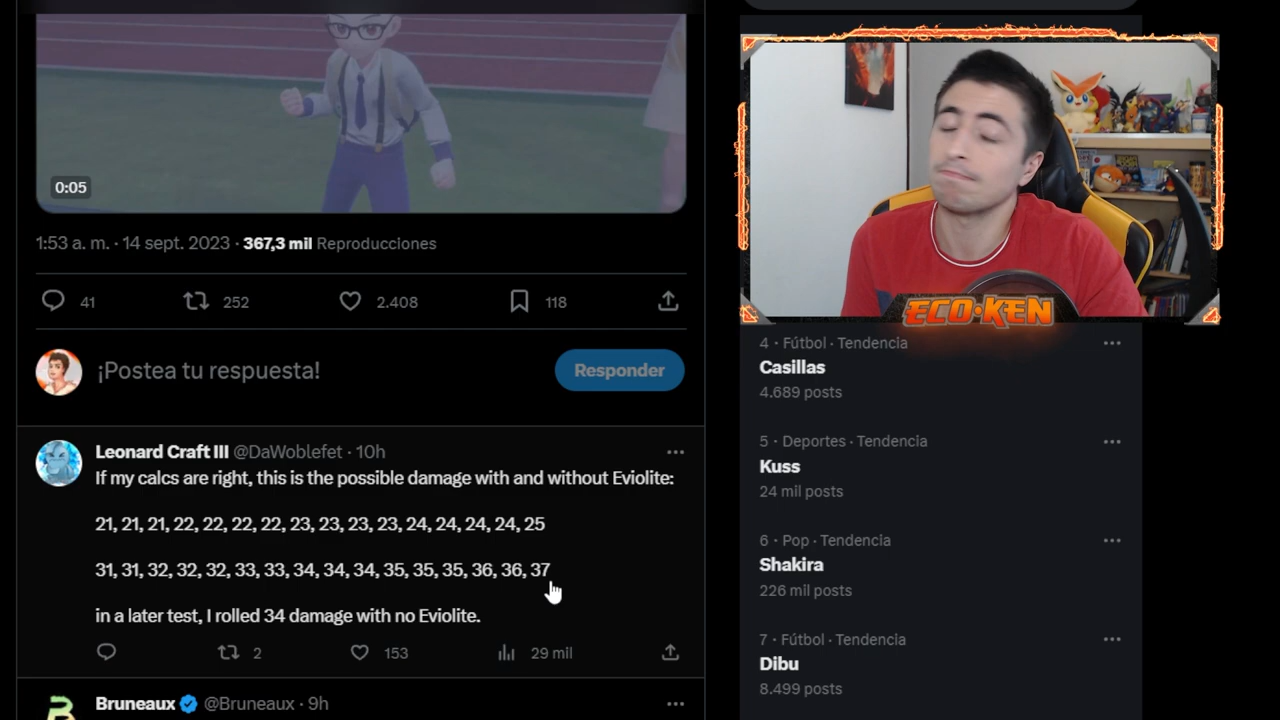 0:05
1:53 a. m. · 14 sept. 2023 · 367,3 mil Reproducciones
41 252 2.408 118
¡Postea tu respuesta!
Responder
Leonard Craft III @DaWoblefet · 10h
If my calcs are right, this is the possible damage with and without Eviolite:
21, 21, 21, 22, 22, 22, 22, 23, 23, 23, 23, 24, 24, 24, 24, 25
31, 31, 32, 32, 32, 33, 33, 34, 34, 34, 35, 35, 35, 36, 36, 37
in a later test, I rolled 34 damage with no Eviolite.
2 153 29 mil
Bruneaux @Bruneaux · 9h
ECO·KEN
4 · Fútbol · Tendencia
Casillas
4.689 posts
5 · Deportes · Tendencia
Kuss
24 mil posts
6 · Pop · Tendencia
Shakira
226 mil posts
7 · Fútbol · Tendencia
Dibu
8.499 posts